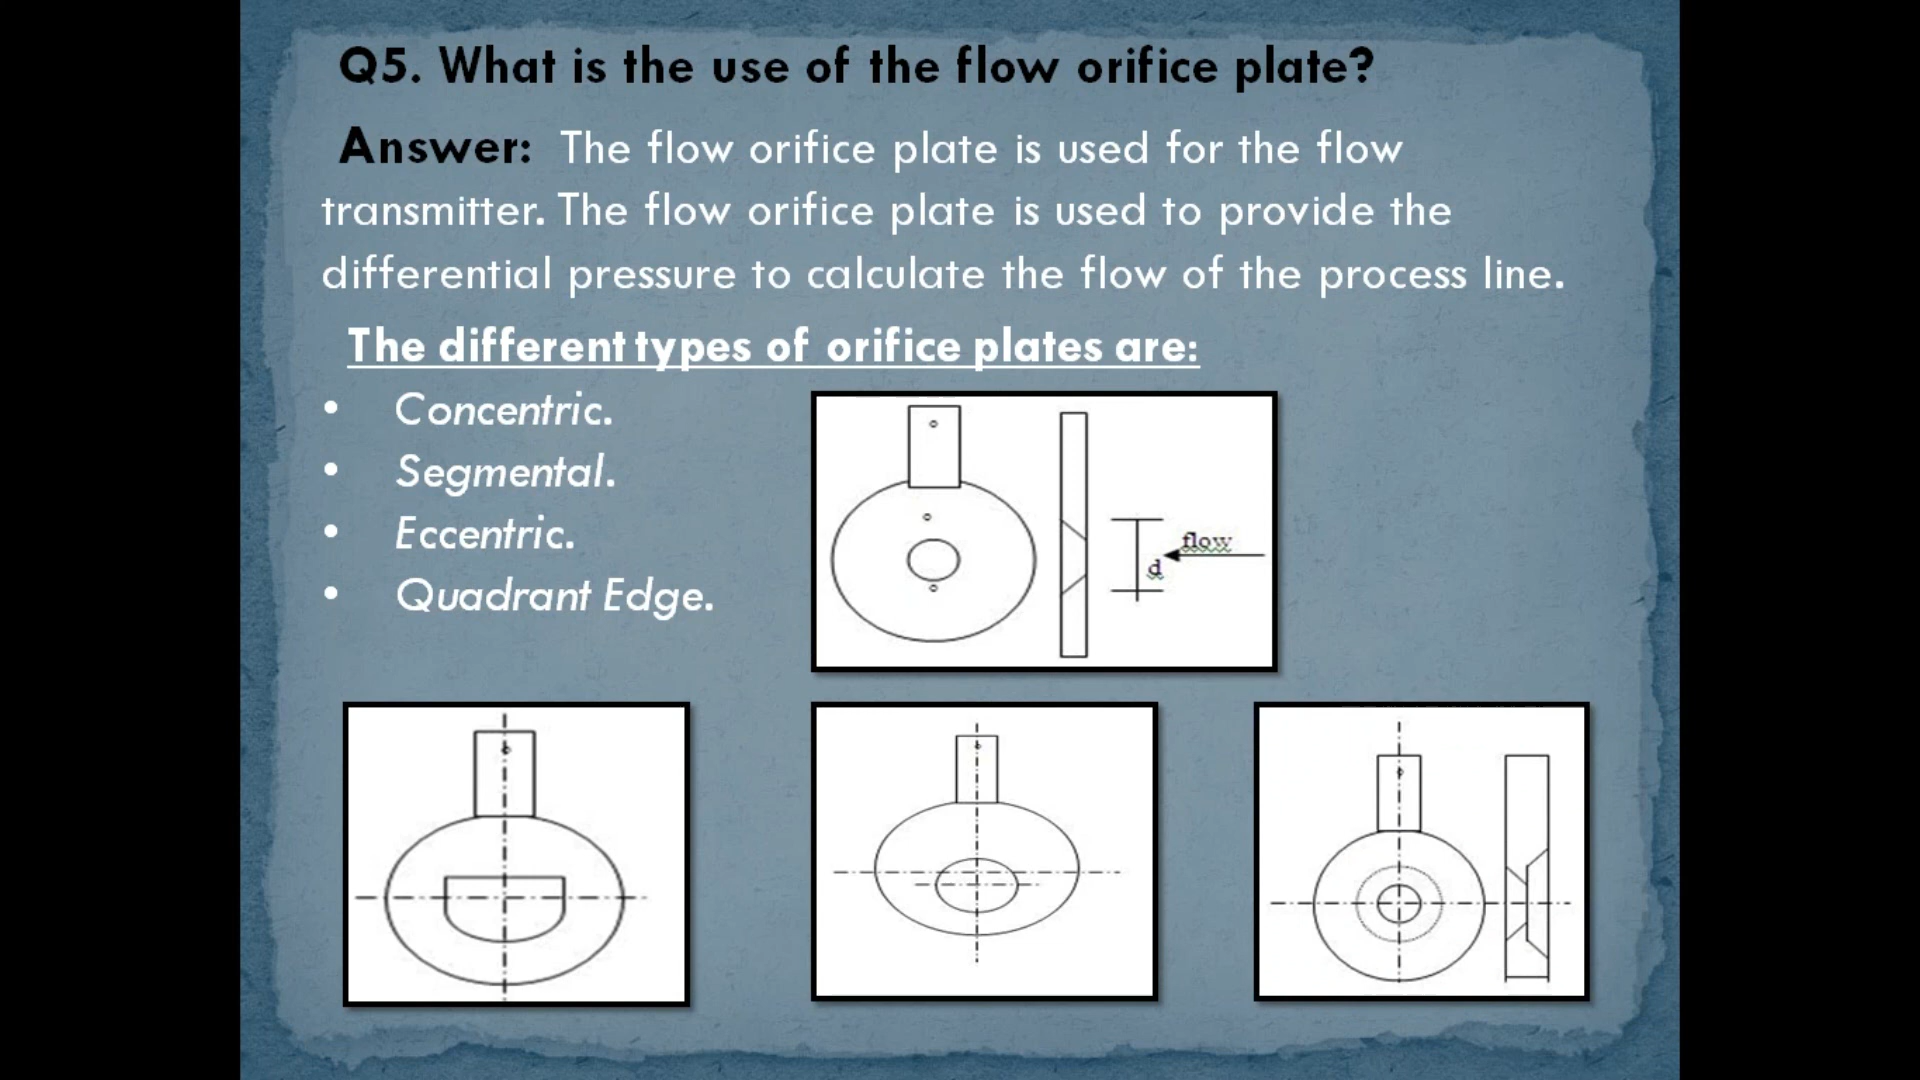 Q5. What is the use of the flow orifice plate?
Answer: The flow orifice plate is used for the flow
transmitter. The flow orifice plate is used to provide the
differential pressure to calculate the flow of the process line.
The different types of orifice plates are:
• Concentric.
• Segmental.
• Eccentric.
• Quadrant Edge.
flow
d